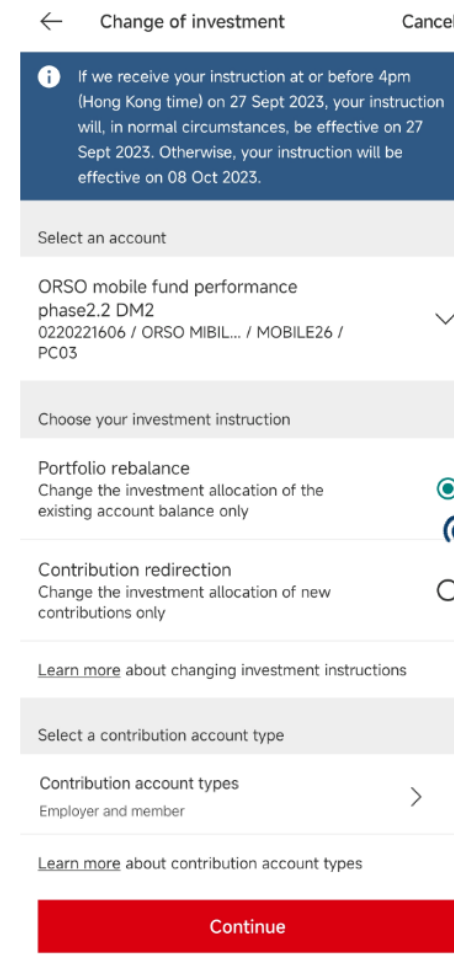 Change of investment
Cancel
If we receive your instruction at or before 4pm
(Hong Kong time) on 27 Sept 2023, your instruction
will, in normal circumstances, be effective on 27
Sept 2023. Otherwise, your instruction will be
effective on 08 Oct 2023.
Select an account
ORSO mobile fund performance
phase2.2 DM2
0220221606 / ORSO MIBIL... / MOBILE26 /
PC03
Choose your investment instruction
Portfolio rebalance
Change the investment allocation of the
existing account balance only
Contribution redirection
Change the investment allocation of new
contributions only
Learn more about changing investment instructions
Select a contribution account type
Contribution account types
Employer and member
Learn more about contribution account types
Continue